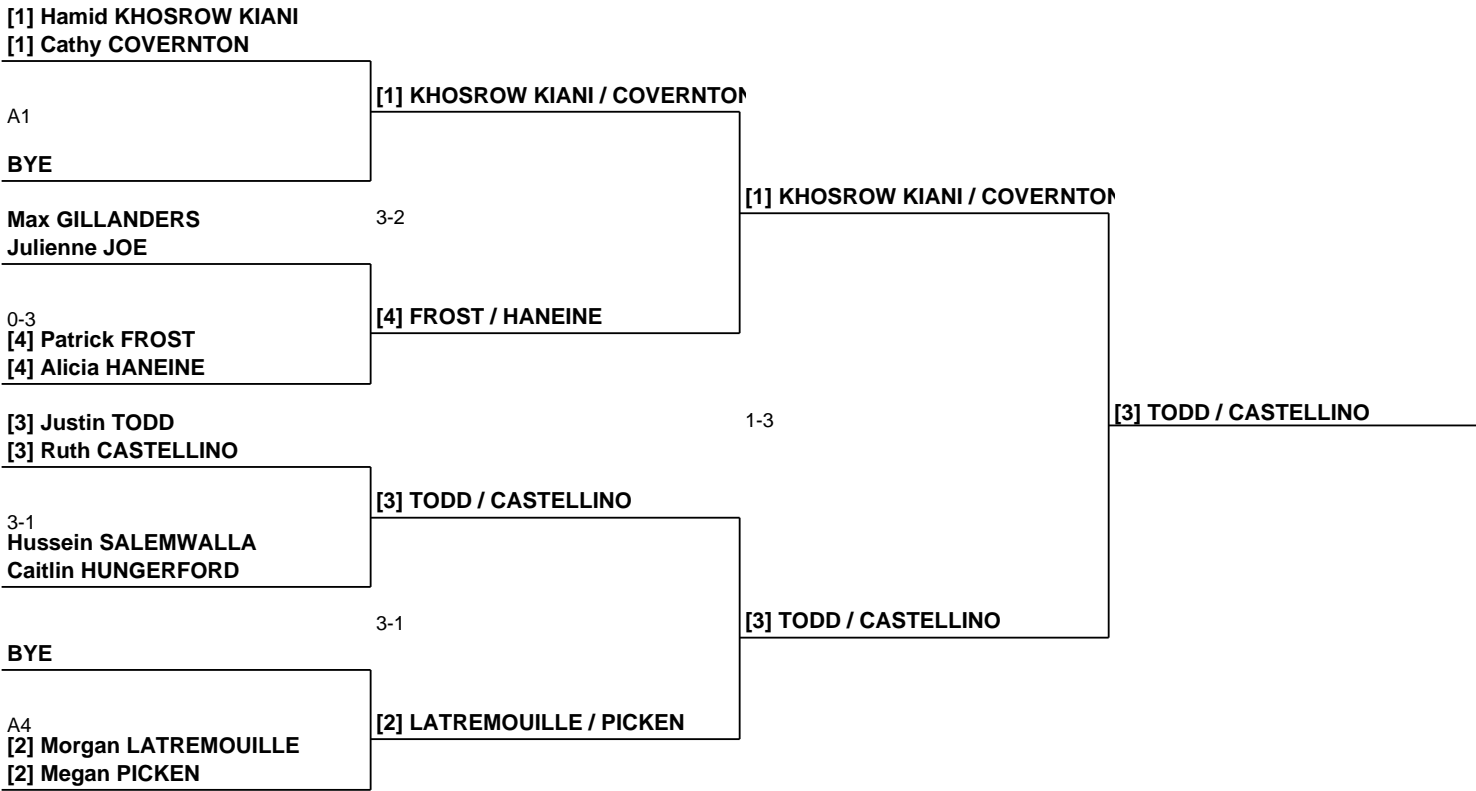 [1] Hamid KHOSROW KIANI
[1] Cathy COVERNTON
[1] KHOSROW KIANI / COVERNTON
A1
BYE
[1] KHOSROW KIANI / COVERNTON
Max GILLANDERS
3-2
Julienne JOE
0-3
[4] FROST / HANEINE
[4] Patrick FROST
[4] Alicia HANEINE
[3] Justin TODD
1-3
[3] TODD / CASTELLINO
[3] Ruth CASTELLINO
[3] TODD / CASTELLINO
3-1
Hussein SALEMWALLA
Caitlin HUNGERFORD
3-1
[3] TODD / CASTELLINO
BYE
A4
[2] LATREMOUILLE / PICKEN
[2] Morgan LATREMOUILLE
[2] Megan PICKEN